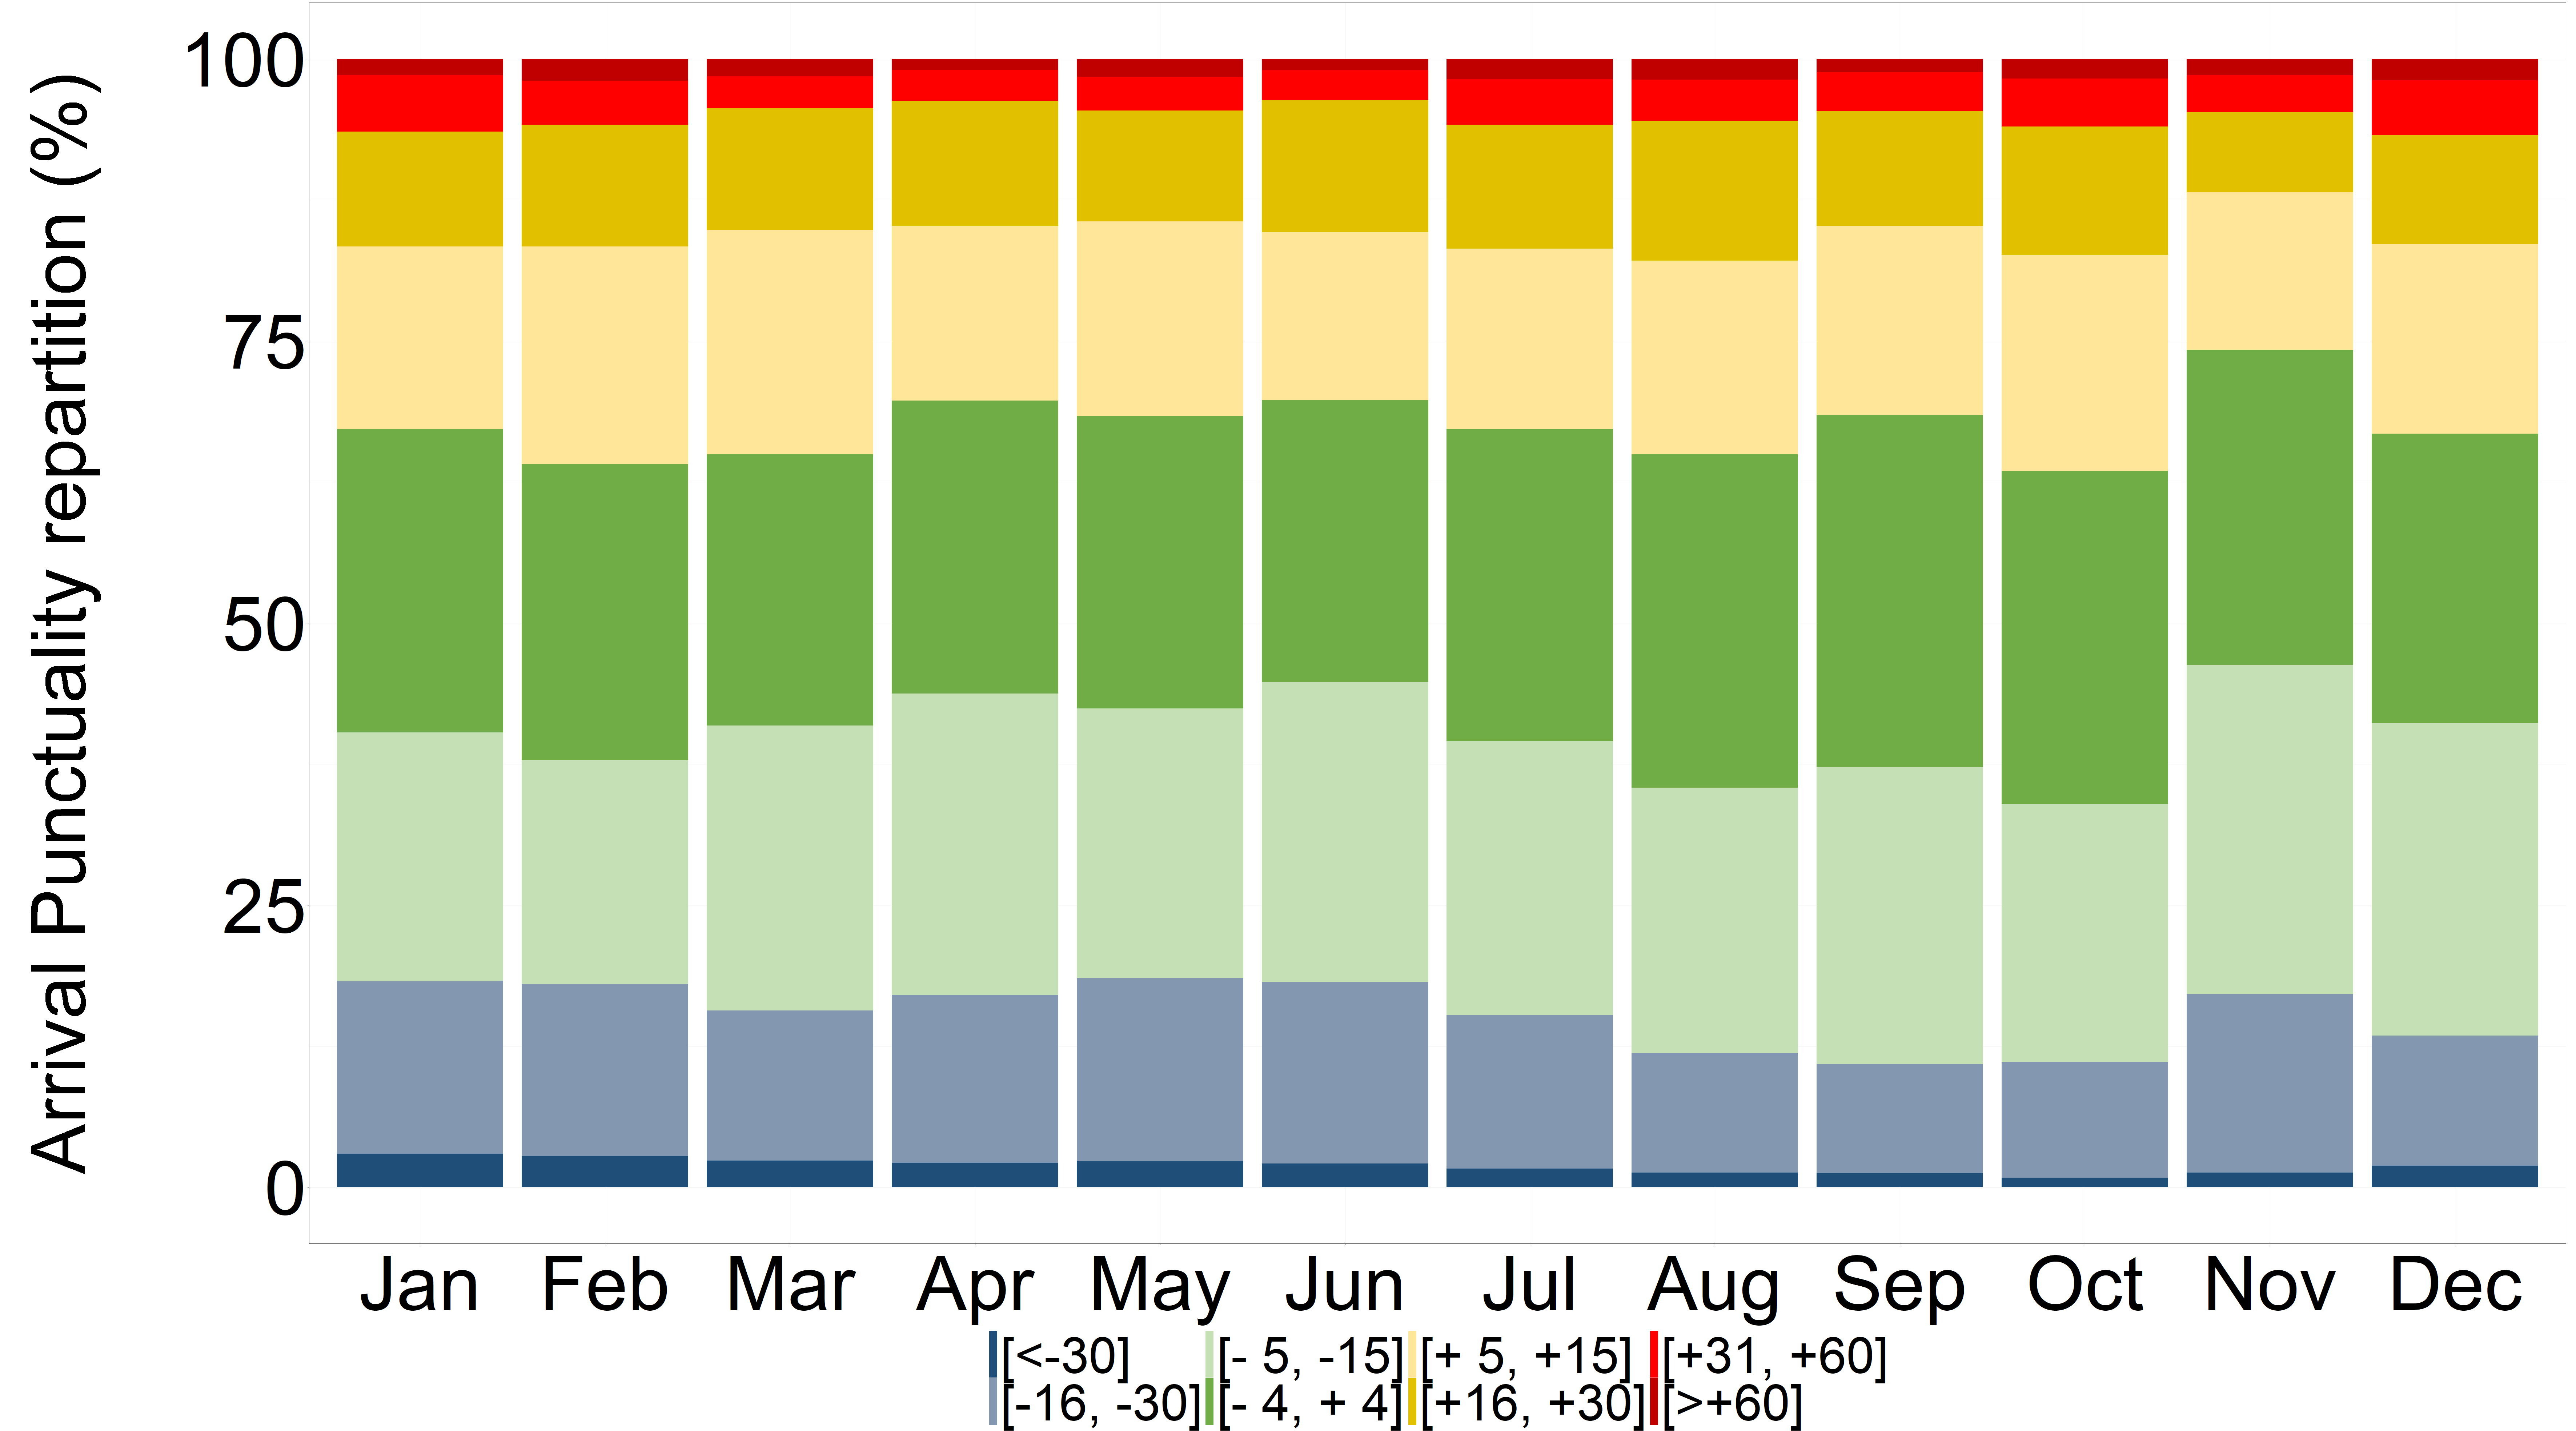 Arrival Punctuality repartition (%)
100
75
50
25
0
Jan Feb Mar Apr May Jun Jul Aug Sep Oct Nov Dec
[<-30] [- 5, -15] [+ 5, +15] [+31, +60]
[-16, -30] [- 4, + 4] [+16, +30] [>+60]